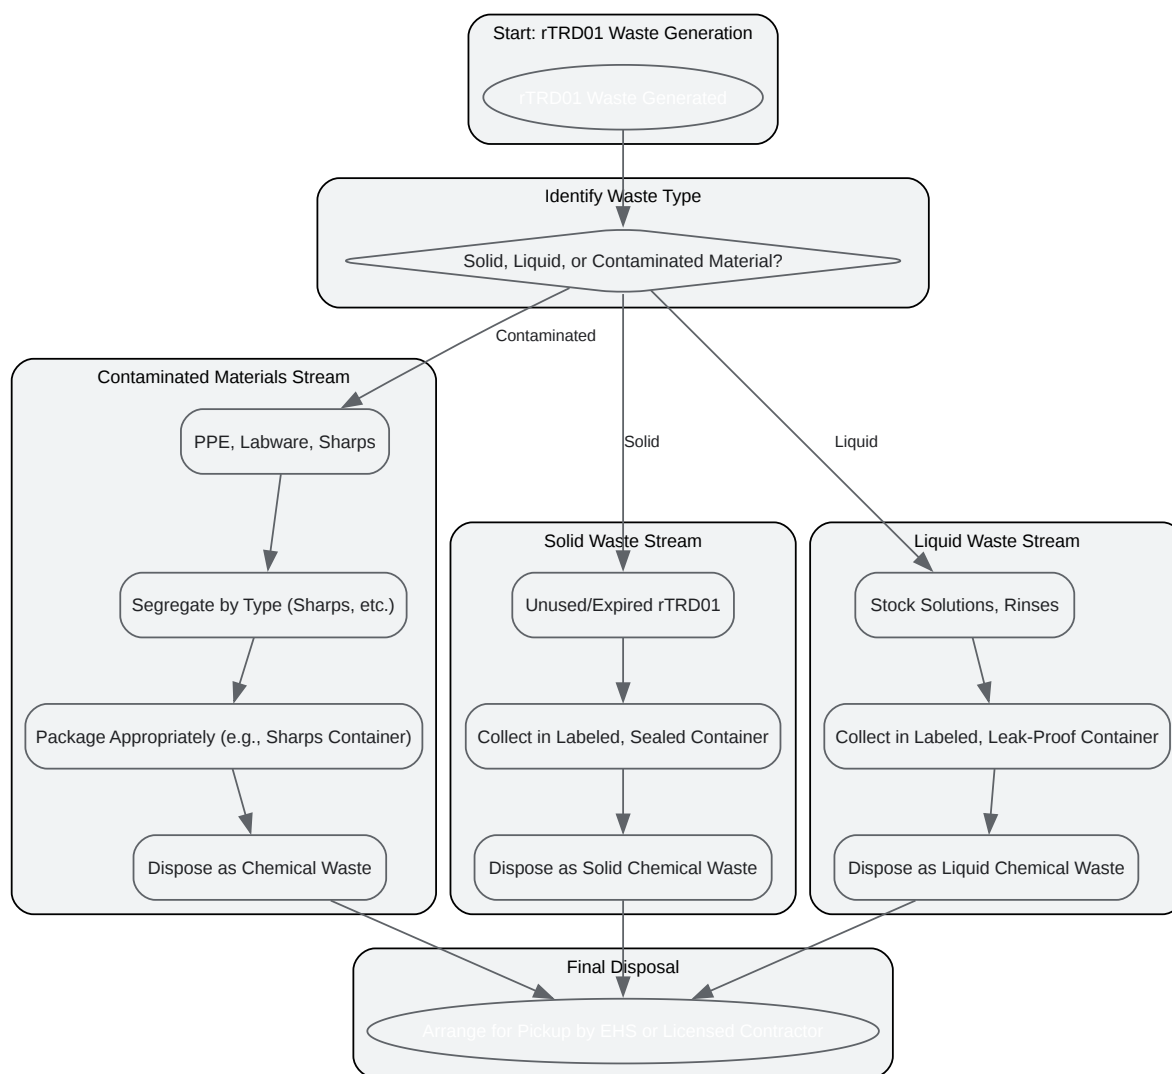 Start: rTRD01 Waste Generation
rTRD01 Waste Generated
Identify Waste Type
Solid, Liquid, or Contaminated Material?
Contaminated
Solid
Liquid
Contaminated Materials Stream
PPE, Labware, Sharps
Segregate by Type (Sharps, etc.)
Package Appropriately (e.g., Sharps Container)
Dispose as Chemical Waste
Solid Waste Stream
Unused/Expired rTRD01
Collect in Labeled, Sealed Container
Dispose as Solid Chemical Waste
Liquid Waste Stream
Stock Solutions, Rinses
Collect in Labeled, Leak-Proof Container
Dispose as Liquid Chemical Waste
Final Disposal
Arrange for Pickup by EHS or Licensed Contractor